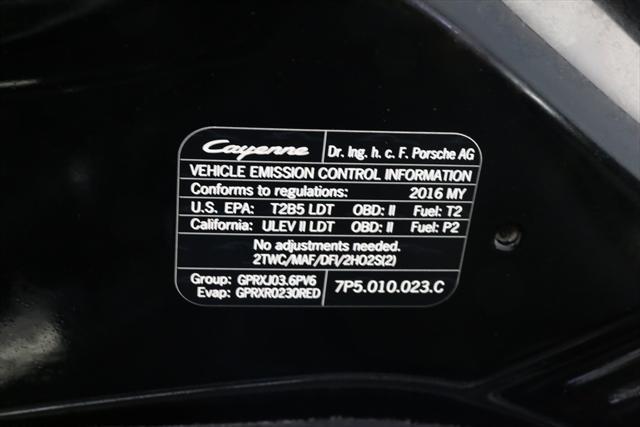 Cayenne Dr. Ing. h. c. F. Porsche AG
VEHICLE EMISSION CONTROL INFORMATION
Conforms to regulations: 2016 MY
U.S. EPA: T2B5 LDT OBD: II Fuel: T2
California: ULEV II LDT OBD: II Fuel: P2
No adjustments needed.
2TWC/MAF/DFI/2HO2S(2)
Group: GPRXJ03.6PV6
Evap: GPRXR0230RED
7P5.010.023.C